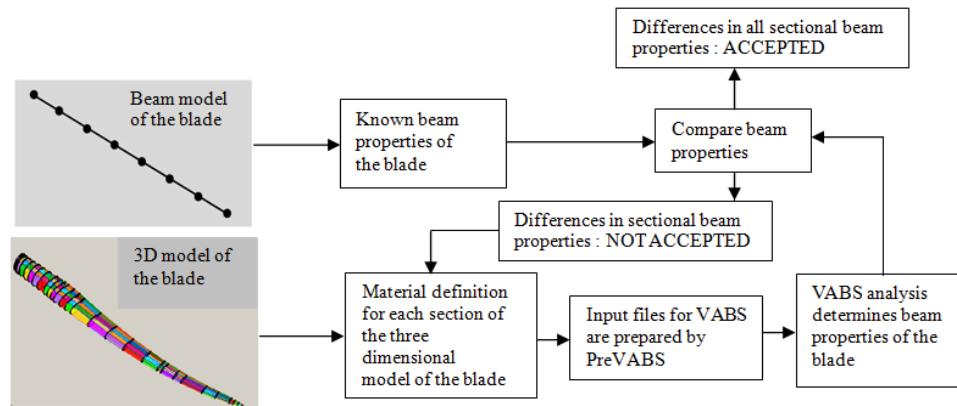 Differences in all sectional beam
properties : ACCEPTED
Beam model
of the blade
Known beam
properties of
the blade
Compare beam
properties
Differences in sectional beam
properties : NOT ACCEPTED
3D model of
the blade
Material definition
for each section of
the three
dimensional
model of the blade
Input files for VABS
are prepared by
PreVABS
VABS analysis
determines beam
properties of the
blade